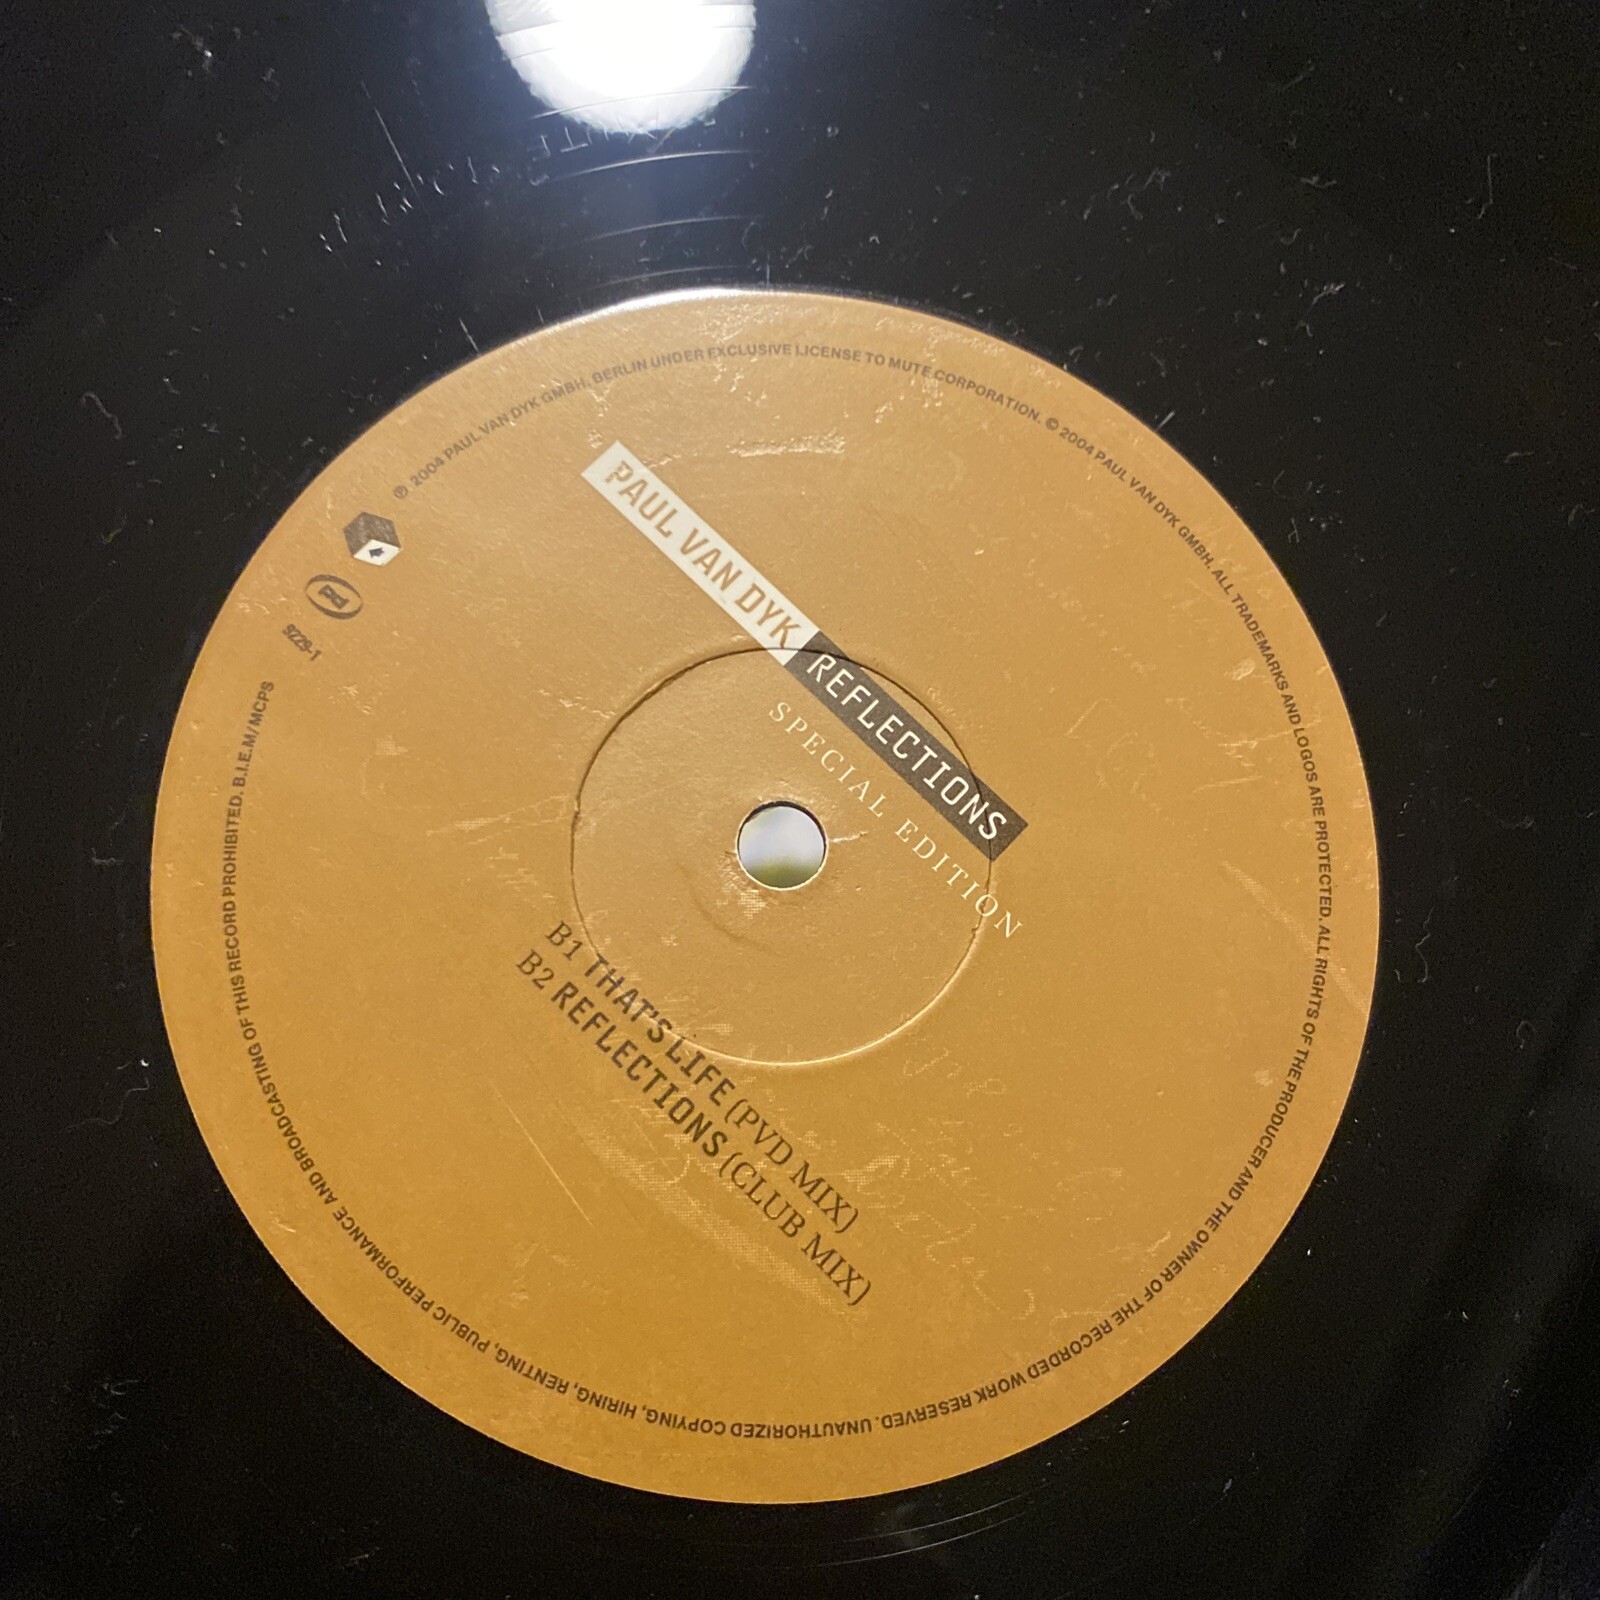 PAUL VAN DYK REFLECTIONS
SPECIAL EDITION
B1 THAT'S LIFE (PVD MIX)
B2 REFLECTIONS (CLUB MIX)
9229-1
℗ 2004 PAUL VAN DYK GMBH, BERLIN UNDER EXCLUSIVE LICENSE TO MUTE CORPORATION. © 2004 PAUL VAN DYK GMBH. ALL TRADEMARKS AND LOGOS ARE PROTECTED. ALL RIGHTS OF THE PRODUCER AND THE OWNER OF THE RECORDED WORK RESERVED. UNAUTHORIZED COPYING, HIRING, RENTING, PUBLIC PERFORMANCE AND BROADCASTING OF THIS RECORD PROHIBITED. B.I.E.M/MCPS